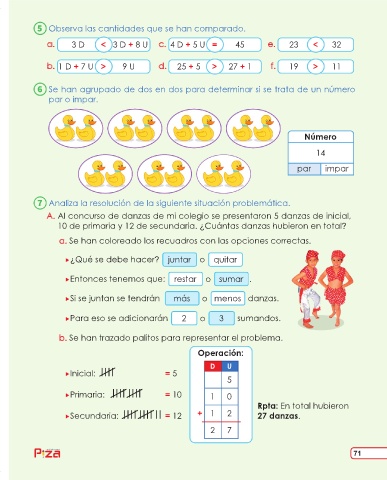 5 Observa las cantidades que se han comparado.
a. 3 D < 3 D + 8 U c. 4 D + 5 U = 45 e. 23 < 32
b. 1 D + 7 U > 9 U d. 25 + 5 > 27 + 1 f. 19 > 11
6 Se han agrupado de dos en dos para determinar si se trata de un número
par o impar.
Número
14
par impar
7 Analiza la resolución de la siguiente situación problemática.
A. Al concurso de danzas de mi colegio se presentaron 5 danzas de inicial,
10 de primaria y 12 de secundaria. ¿Cuántas danzas hubieron en total?
a. Se han coloreado los recuadros con las opciones correctas.
▸¿Qué se debe hacer? juntar o quitar
▸Entonces tenemos que: restar o sumar .
▸Si se juntan se tendrán más o menos danzas.
▸Para eso se adicionarán 2 o 3 sumandos.
b. Se han trazado palitos para representar el problema.
Operación:
D U
▸Inicial: = 5
5
▸Primaria: = 10
1 0
▸Secundaria: = 12
+ 1 2
2 7
Rpta: En total hubieron
27 danzas.
P:zá
71